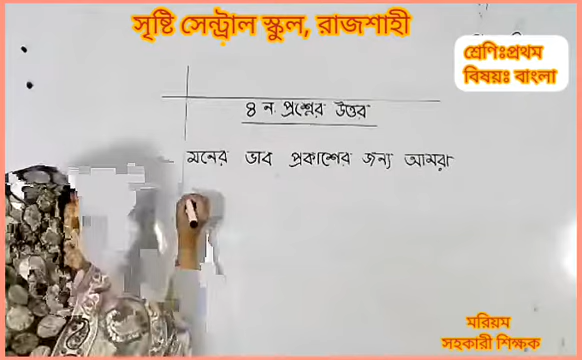 সৃষ্টি সেন্ট্রাল স্কুল, রাজশাহী
শ্রেণিঃপ্রথম
বিষয়ঃ বাংলা
৪ ন. প্রশ্নের উত্তর
মনের ভাব প্রকাশের জন্য আমরা
মরিয়ম
সহকারী শিক্ষক